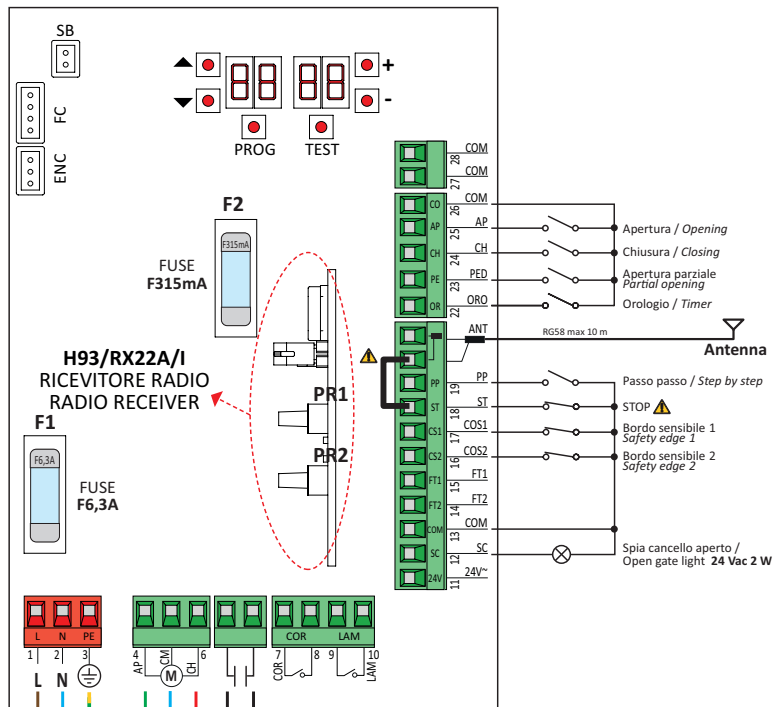 SB
FC
ENC
▲
▼
+
-
PROG
TEST
F2
F315mA
FUSE
F315mA
H93/RX22A/I
RICEVITORE RADIO
RADIO RECEIVER
PR1
PR2
F1
F6,3A
FUSE
F6,3A
28 COM
27 COM
CO 26 COM
AP 25 AP
Apertura / Opening
CH 24 CH
Chiusura / Closing
PE 23 PED
Apertura parziale
Partial opening
OR 22 ORO
Orologio / Timer
ANT
RG58 max 10 m
Antenna
PP 19 PP
Passo passo / Step by step
ST 18 ST
STOP
CS1 17 COS1
Bordo sensibile 1
Safety edge 1
CS2 16 COS2
Bordo sensibile 2
Safety edge 2
FT1 15 FT1
FT2 14 FT2
COM 13 COM
SC 12 SC
Spia cancello aperto /
Open gate light 24 Vac 2 W
24V 11 24V~
L N PE
1 2 3
L N
4 6
AP CM CH
M
COR LAM
7 8 9 10
COR LAM